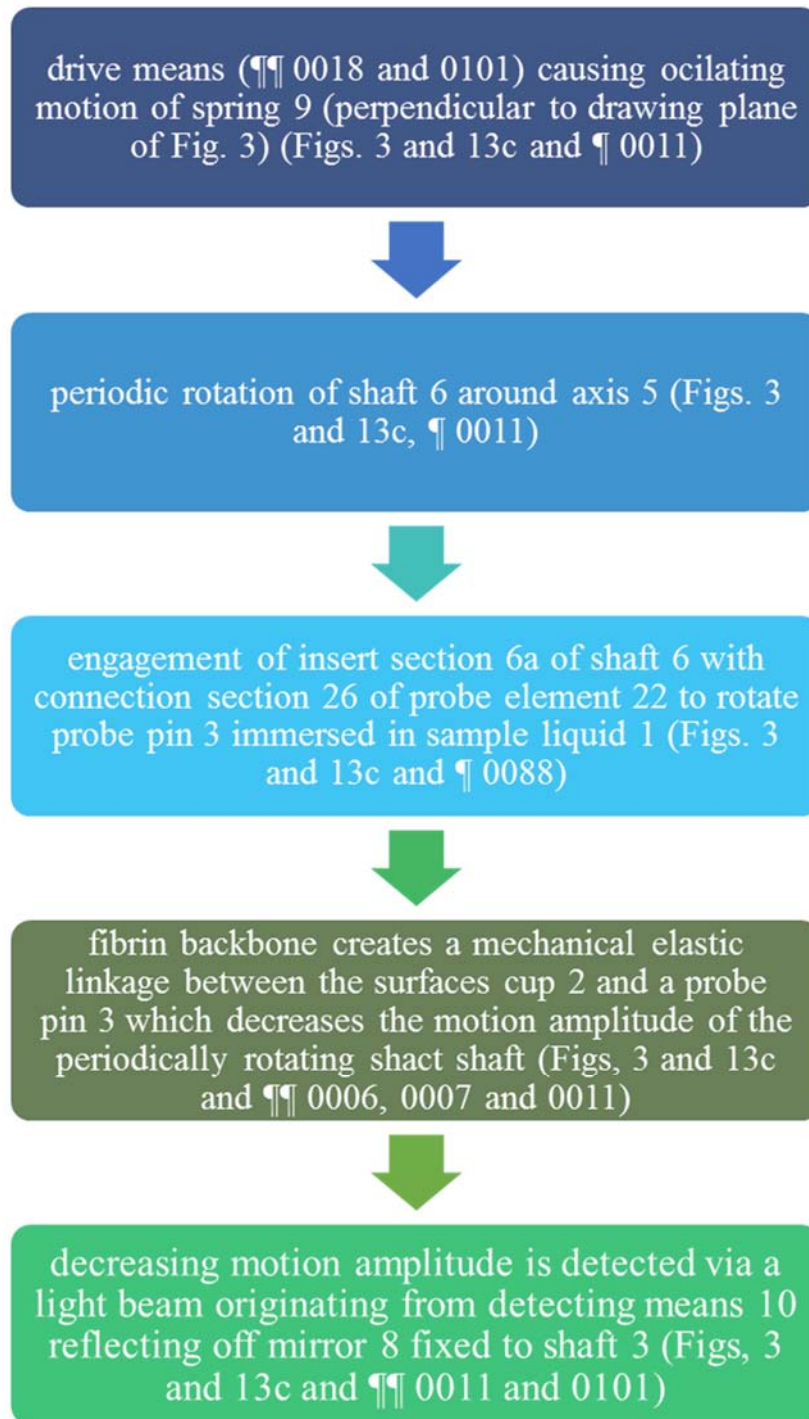 drive means (¶¶ 0018 and 0101) causing ocilating
motion of spring 9 (perpendicular to drawing plane
of Fig. 3) (Figs. 3 and 13c and ¶ 0011)
periodic rotation of shaft 6 around axis 5 (Figs. 3
and 13c, ¶ 0011)
engagement of insert section 6a of shaft 6 with
connection section 26 of probe element 22 to rotate
probe pin 3 immersed in sample liquid 1 (Figs. 3
and 13c and ¶ 0088)
fibrin backbone creates a mechanical elastic
linkage between the surfaces cup 2 and a probe
pin 3 which decreases the motion amplitude of the
periodically rotating shact shaft (Figs, 3 and 13c
and ¶¶ 0006, 0007 and 0011)
decreasing motion amplitude is detected via a
light beam originating from detecting means 10
reflecting off mirror 8 fixed to shaft 3 (Figs, 3
and 13c and ¶¶ 0011 and 0101)